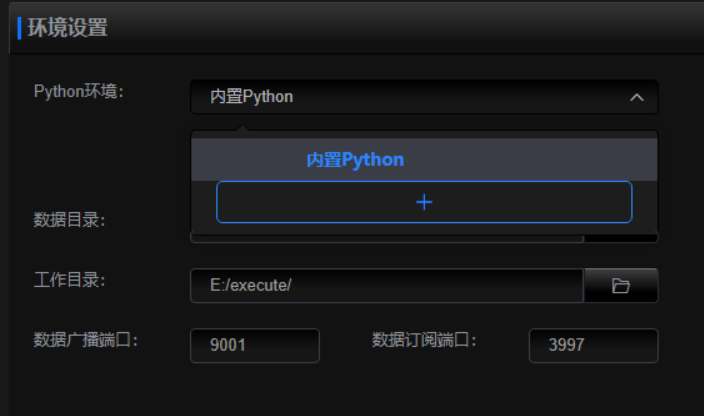 环境设置
Python环境: 内置Python
内置Python
+
数据目录:
工作目录: E:/execute/
数据广播端口: 9001 数据订阅端口: 3997